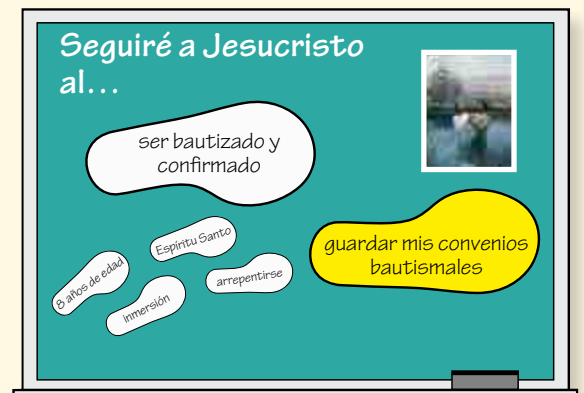 Seguiré a Jesucristo
al...
ser bautizado y
confirmado
Espíritu Santo
8 años de edad
arrepentirse
inmersión
guardar mis convenios
bautismales